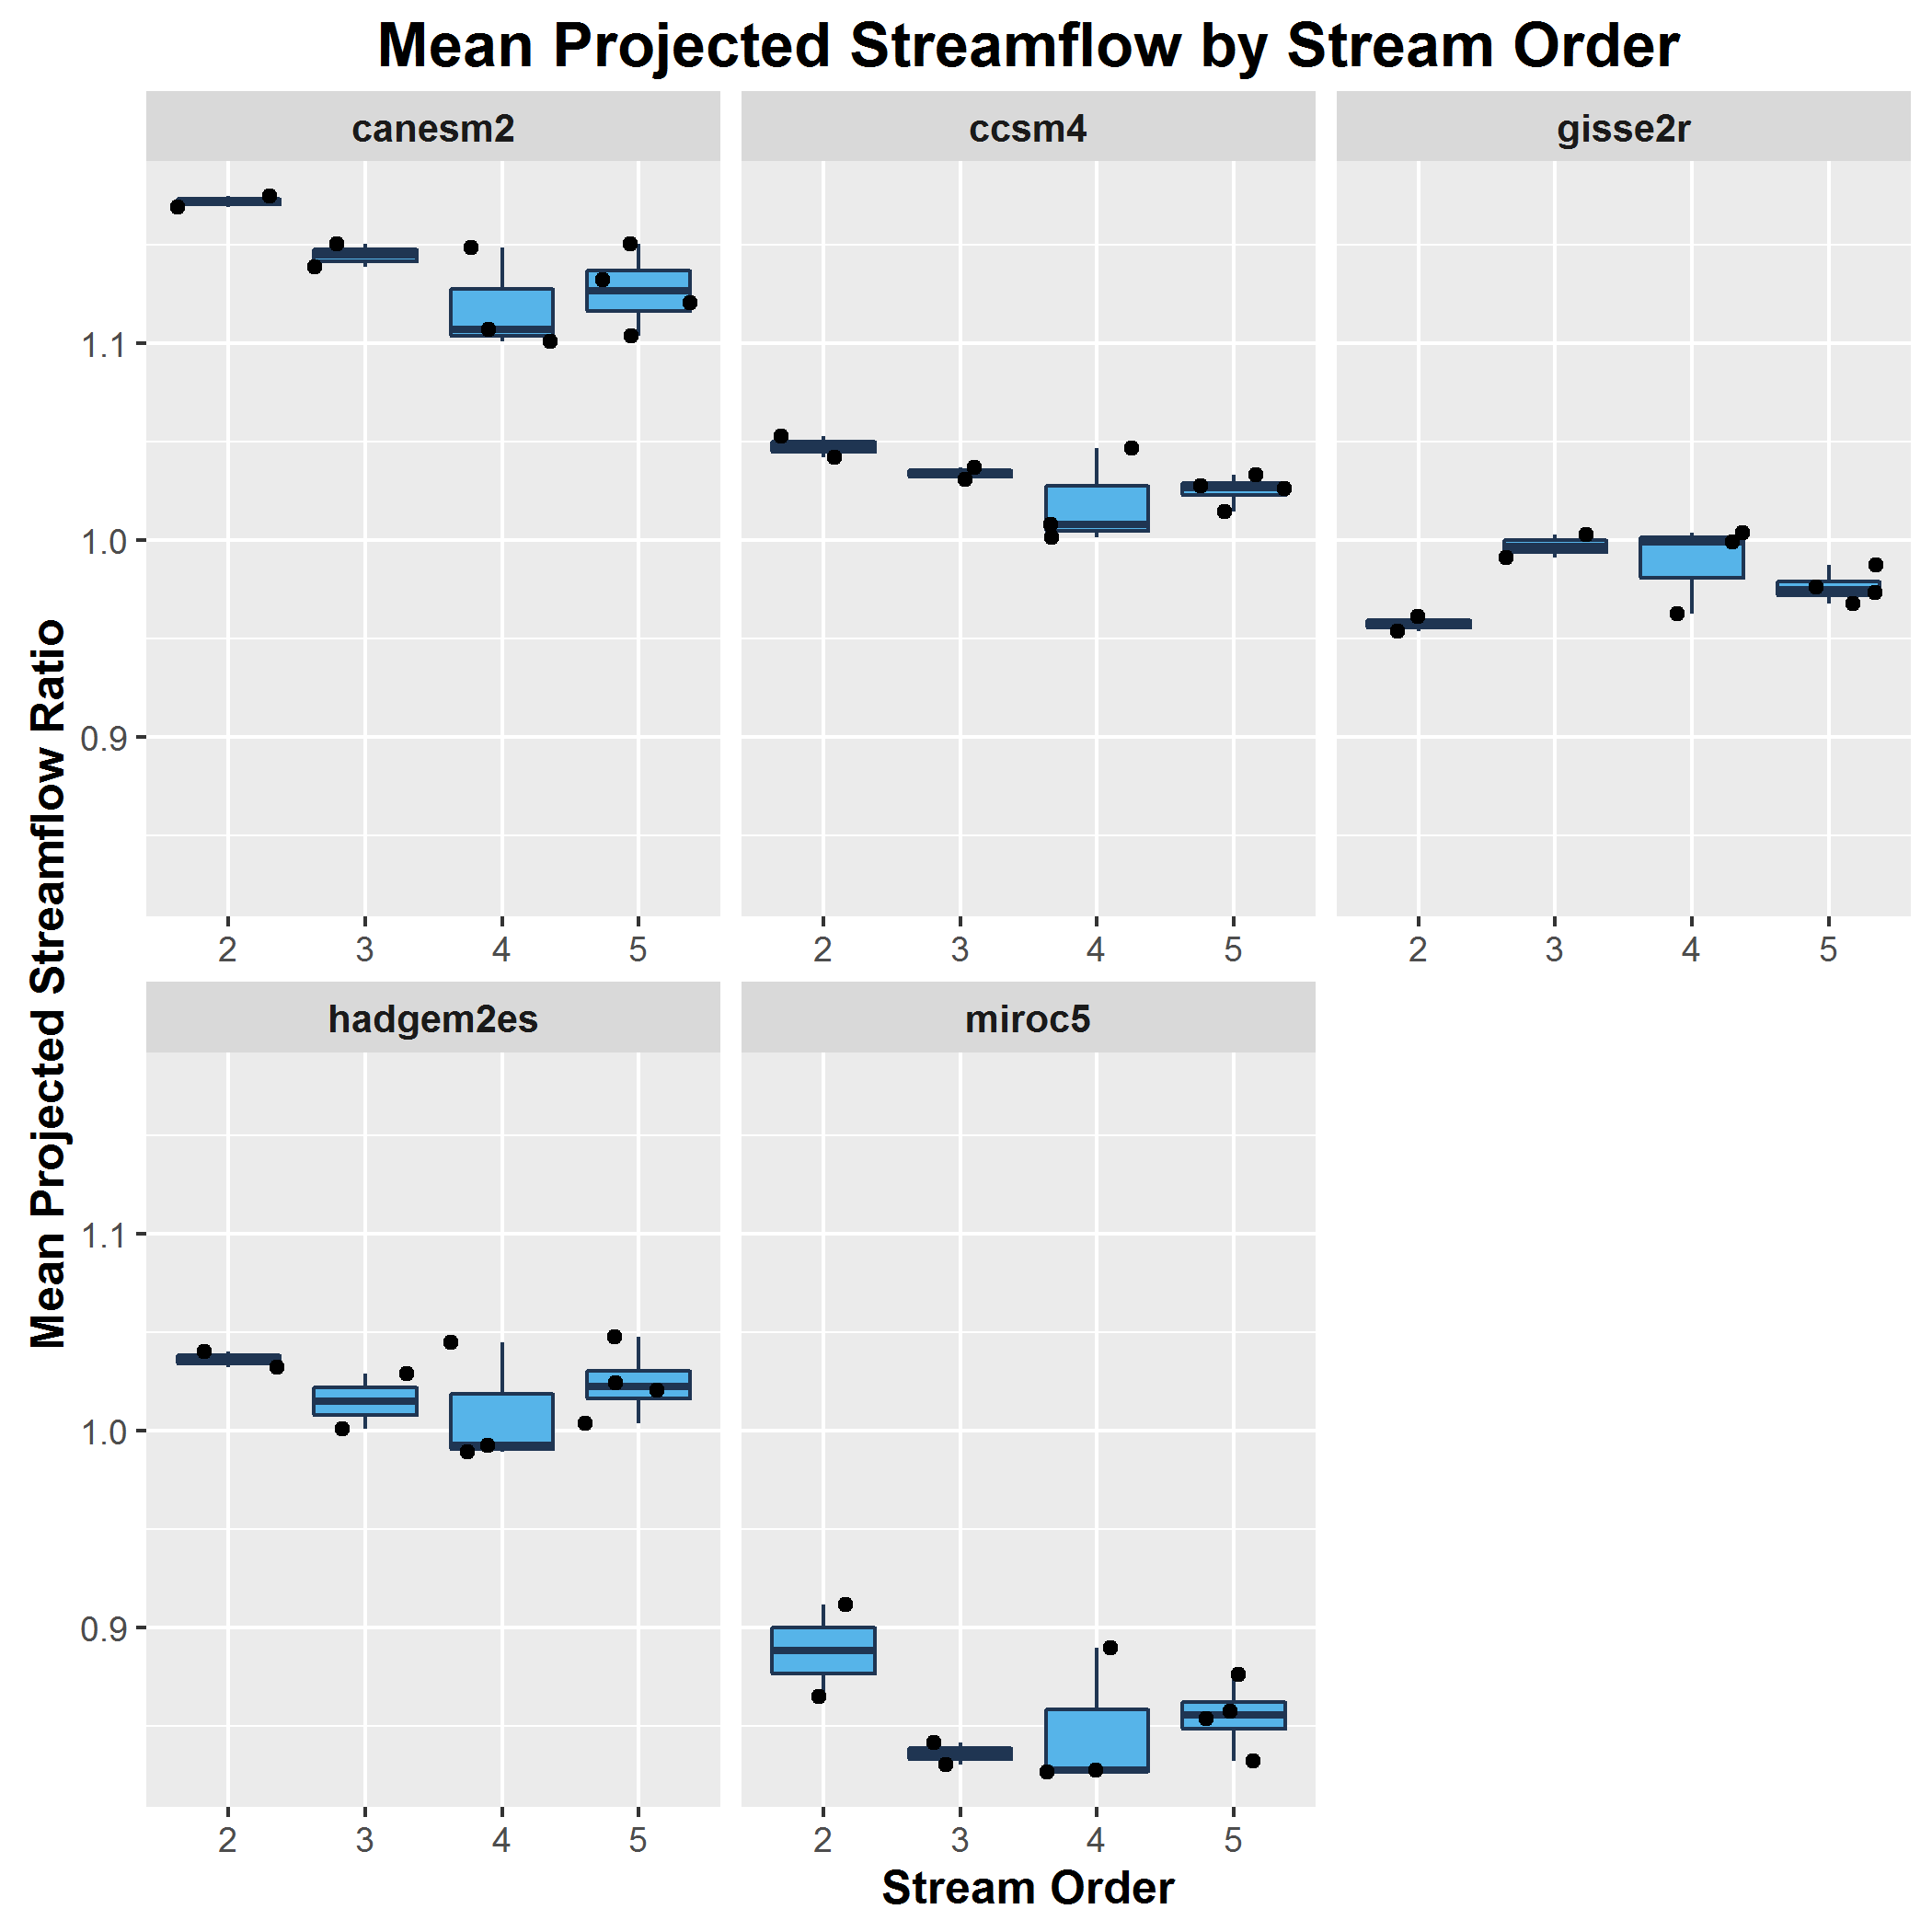 Mean Projected Streamflow by Stream Order
canesm2
ccsm4
gisse2r
1.1
1.0
0.9
2 3 4 5
2 3 4 5
2 3 4 5
Mean Projected Streamflow Ratio
hadgem2es
miroc5
1.1
1.0
0.9
2 3 4 5
2 3 4 5
Stream Order